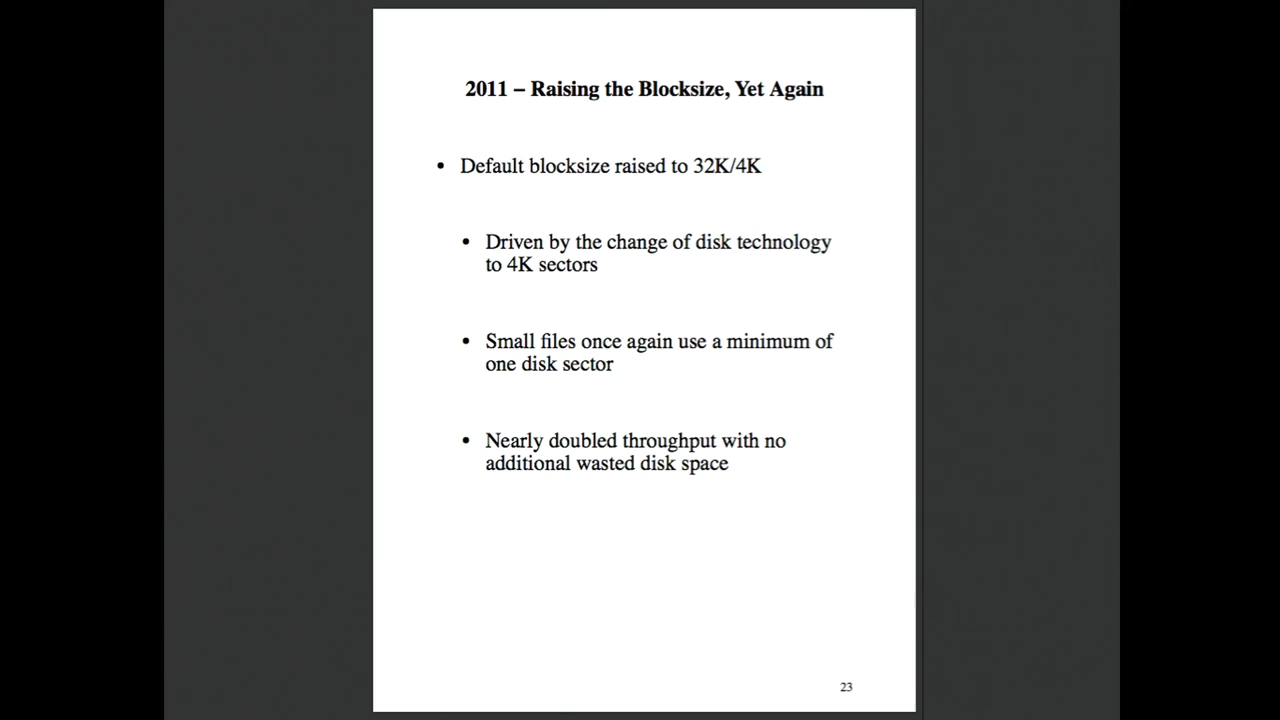 2011 – Raising the Blocksize, Yet Again
• Default blocksize raised to 32K/4K
• Driven by the change of disk technology
to 4K sectors
• Small files once again use a minimum of
one disk sector
• Nearly doubled throughput with no
additional wasted disk space
23